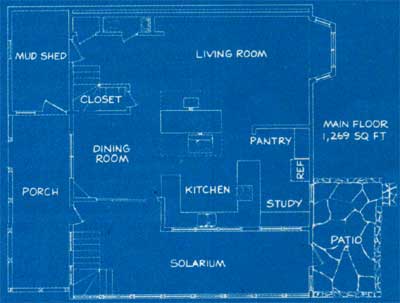 MUD SHED
LIVING ROOM
CLOSET
MAIN FLOOR
1,269 SQ FT
PANTRY
DINING
ROOM
REF
PORCH
KITCHEN
STUDY
PATIO
SOLARIUM